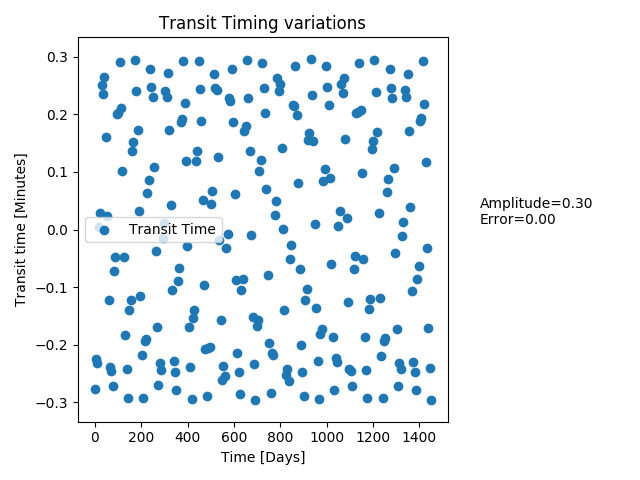 Transit Timing variations
Transit time [Minutes]
0.3
0.2
0.1
0.0
−0.1
−0.2
−0.3
Transit Time
0 200 400 600 800 1000 1200 1400
Time [Days]
Amplitude=0.30
Error=0.00